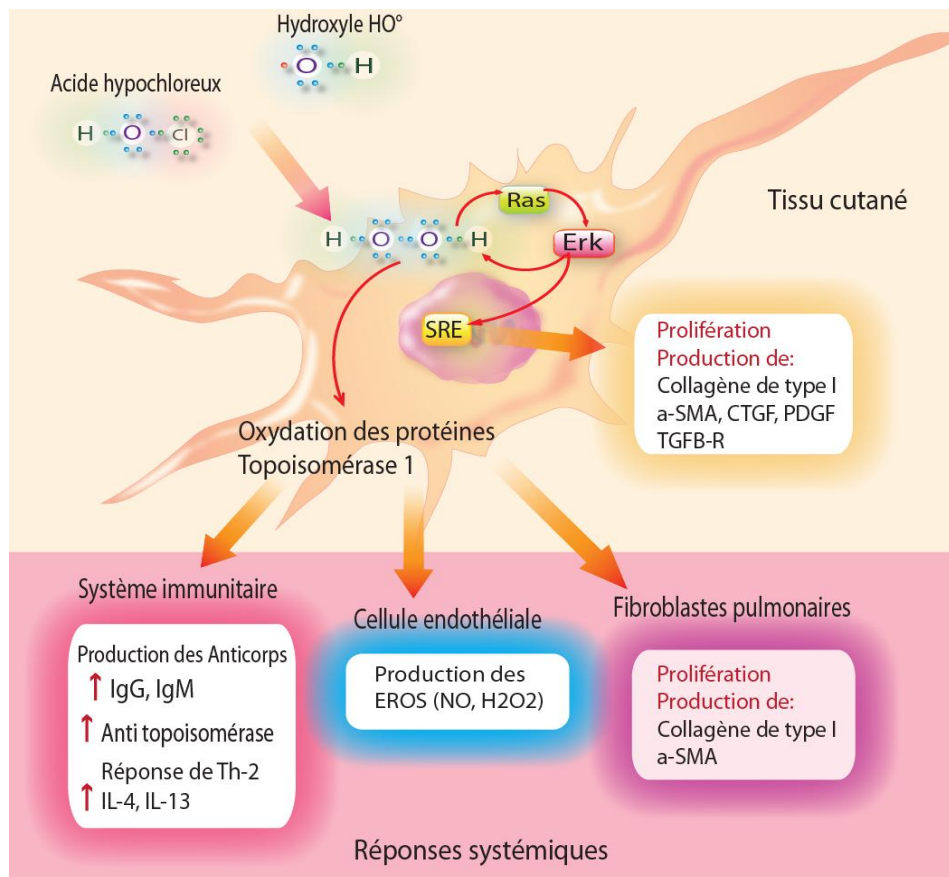 Hydroxyle HO°
O H
Acide hypochloreux
H O Cl
Tissu cutané
H O O H
Ras
Erk
SRE
Prolifération
Production de:
Collagène de type I
a-SMA, CTGF, PDGF
TGFB-R
Oxydation des protéines
Topoisomérase 1
Système immunitaire
Production des Anticorps
↑ IgG, IgM
↑ Anti topoisomérase
Réponse de Th-2
↑ IL-4, IL-13
Cellule endothéliale
Production des
EROS (NO, H2O2)
Fibroblastes pulmonaires
Prolifération
Production de:
Collagène de type I
a-SMA
Réponses systémiques